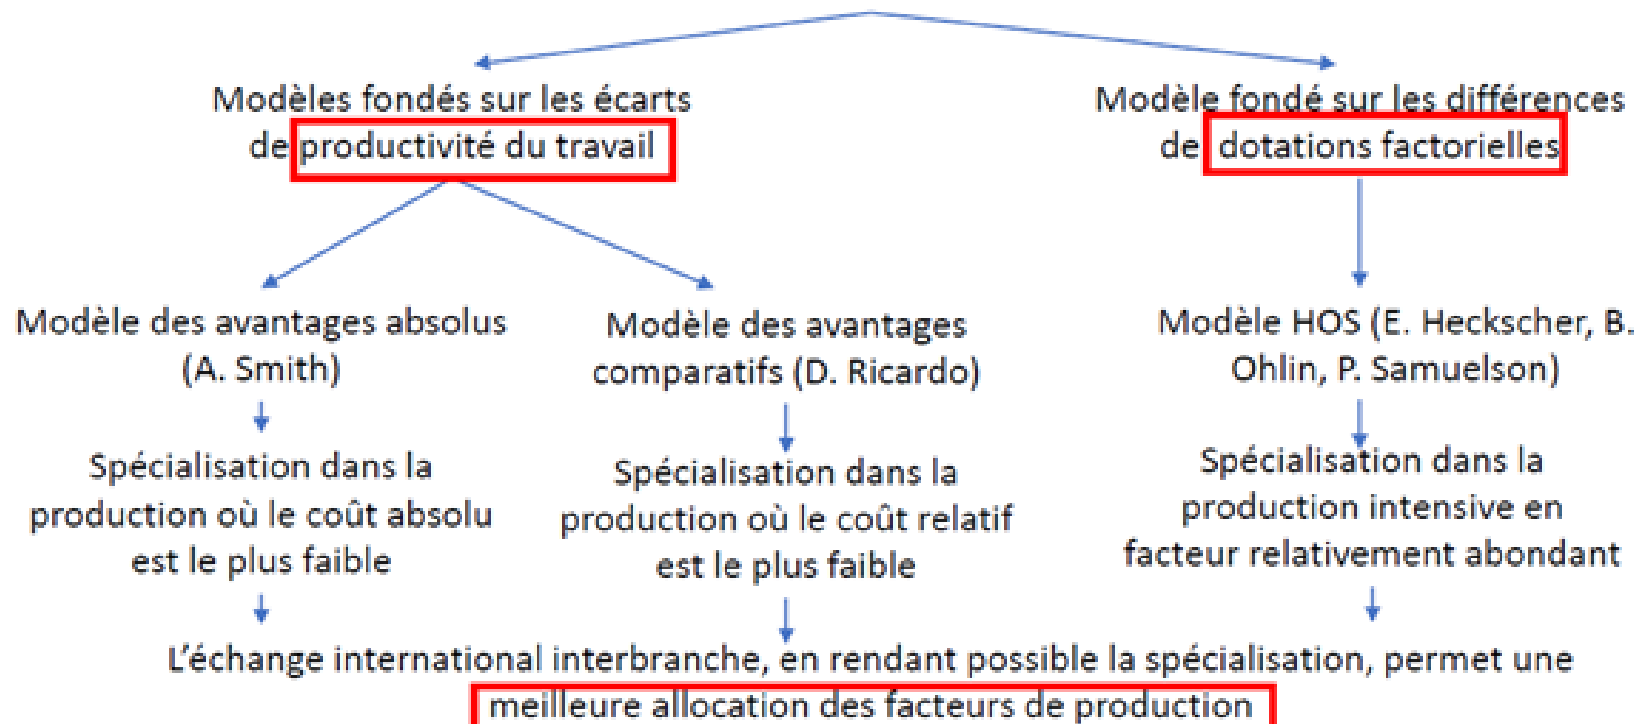 Modèles fondés sur les écarts
de productivité du travail
Modèle fondé sur les différences
de dotations factorielles
Modèle des avantages absolus
(A. Smith)
Modèle des avantages
comparatifs (D. Ricardo)
Modèle HOS (E. Heckscher, B.
Ohlin, P. Samuelson)
Spécialisation dans la
production où le coût absolu
est le plus faible
Spécialisation dans la
production où le coût relatif
est le plus faible
Spécialisation dans la
production intensive en
facteur relativement abondant
L'échange international interbranche, en rendant possible la spécialisation, permet une
meilleure allocation des facteurs de production